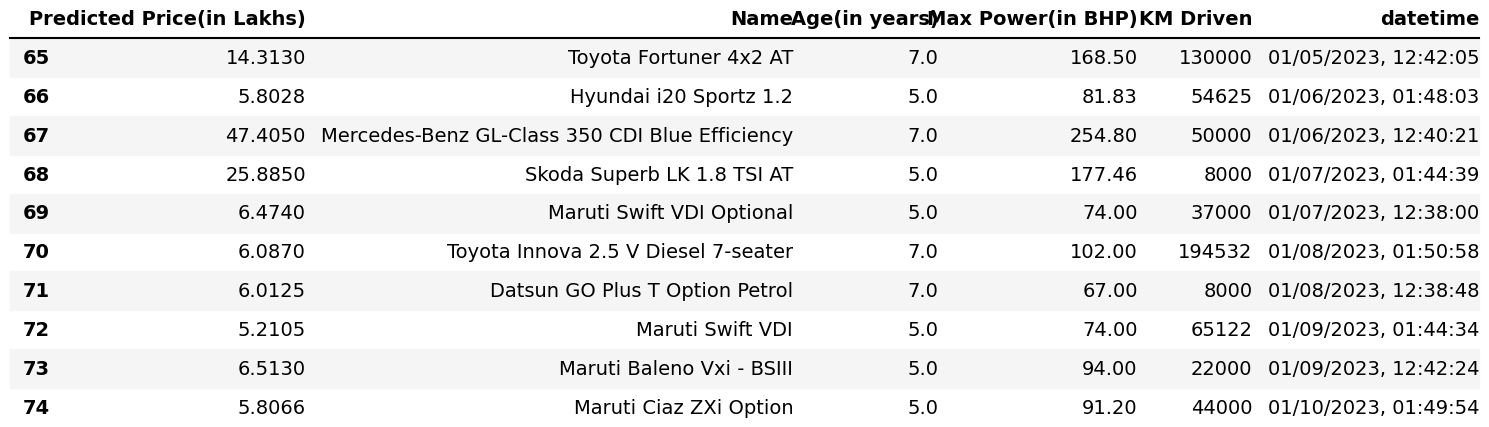 Predicted Price(in Lakhs) Name Age(in years) Max Power(in BHP) KM Driven datetime
65 14.3130 Toyota Fortuner 4x2 AT 7.0 168.50 130000 01/05/2023, 12:42:05
66 5.8028 Hyundai i20 Sportz 1.2 5.0 81.83 54625 01/06/2023, 01:48:03
67 47.4050 Mercedes-Benz GL-Class 350 CDI Blue Efficiency 7.0 254.80 50000 01/06/2023, 12:40:21
68 25.8850 Skoda Superb LK 1.8 TSI AT 5.0 177.46 8000 01/07/2023, 01:44:39
69 6.4740 Maruti Swift VDI Optional 5.0 74.00 37000 01/07/2023, 12:38:00
70 6.0870 Toyota Innova 2.5 V Diesel 7-seater 7.0 102.00 194532 01/08/2023, 01:50:58
71 6.0125 Datsun GO Plus T Option Petrol 7.0 67.00 8000 01/08/2023, 12:38:48
72 5.2105 Maruti Swift VDI 5.0 74.00 65122 01/09/2023, 01:44:34
73 6.5130 Maruti Baleno Vxi - BSIII 5.0 94.00 22000 01/09/2023, 12:42:24
74 5.8066 Maruti Ciaz ZXi Option 5.0 91.20 44000 01/10/2023, 01:49:54